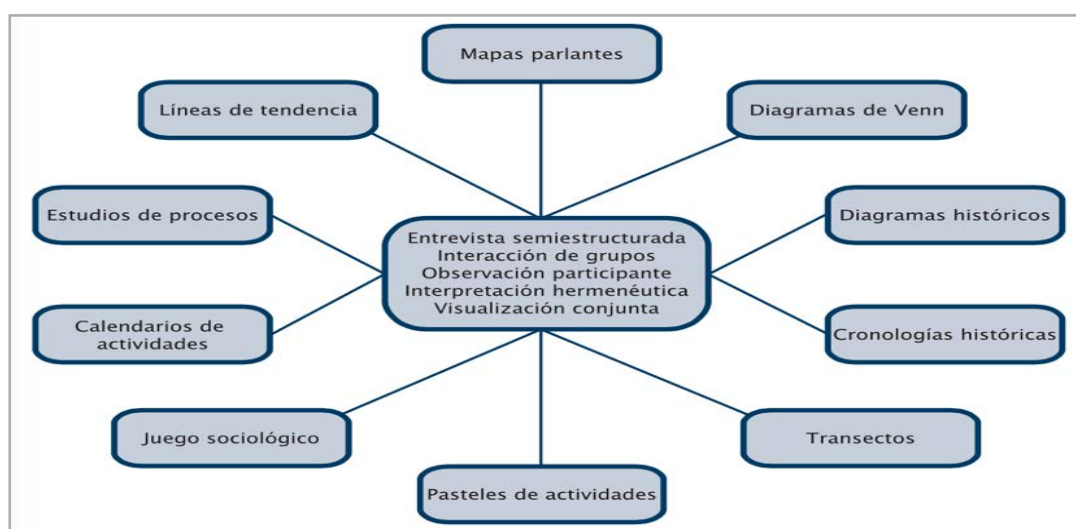 Mapas parlantes
Líneas de tendencia
Diagramas de Venn
Estudios de procesos
Diagramas históricos
Entrevista semiestructurada
Interacción de grupos
Observación participante
Interpretación hermenéutica
Visualización conjunta
Calendarios de
actividades
Cronologías históricas
Juego sociológico
Transectos
Pasteles de actividades